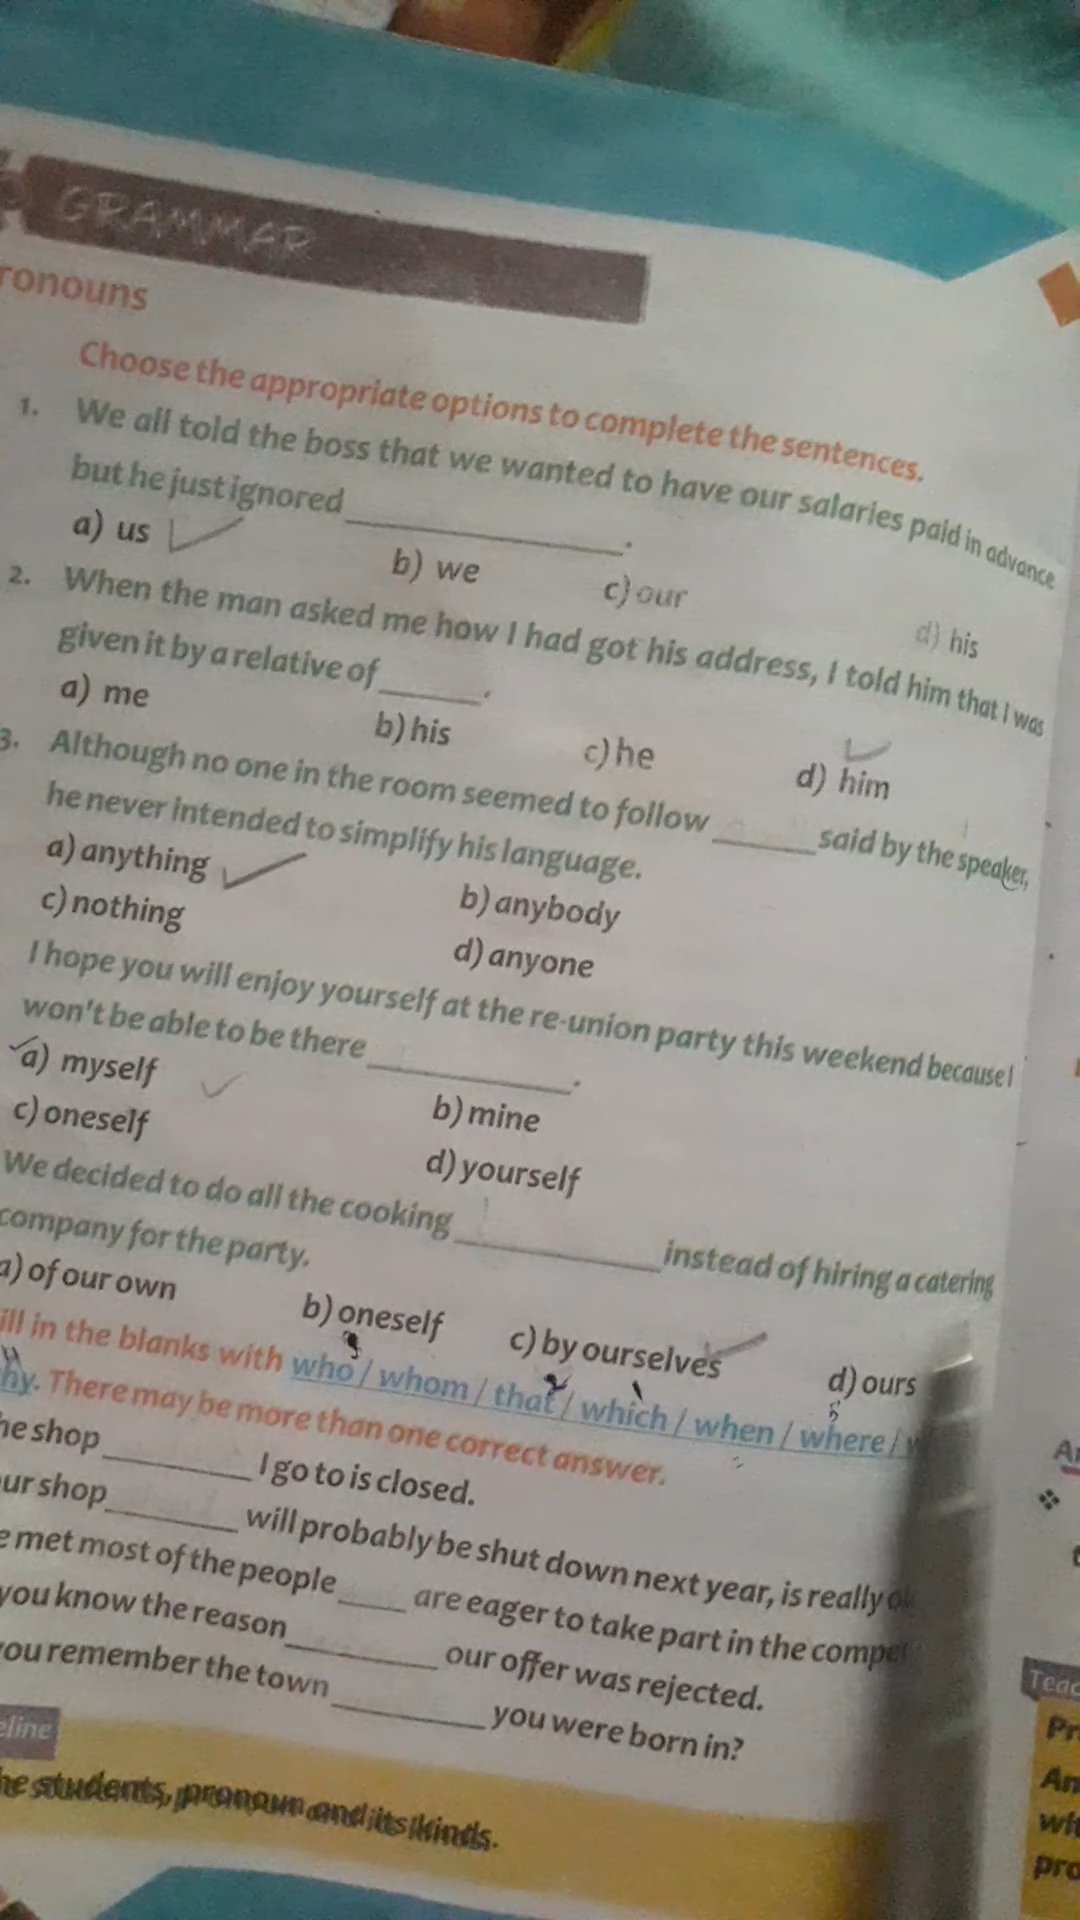 GRAMMAR
ronouns
Choose the appropriate options to complete the sentences.
1. We all told the boss that we wanted to have our salaries paid in advance
but he just ignored ____________.
a) us b) we c) our d) his
2. When the man asked me how I had got his address, I told him that I was
given it by a relative of ______.
a) me b) his c) he d) him
3. Although no one in the room seemed to follow ______ said by the speaker,
he never intended to simplify his language.
a) anything b) anybody
c) nothing d) anyone
I hope you will enjoy yourself at the re-union party this weekend because I
won't be able to be there __________.
a) myself b) mine
c) oneself d) yourself
We decided to do all the cooking __________ instead of hiring a catering
company for the party.
a) of our own b) oneself c) by ourselves d) ours
ill in the blanks with who / whom / that / which / when / where /
hy. There may be more than one correct answer.
he shop ________ I go to is closed.
ur shop ________ will probably be shut down next year, is really
e met most of the people ____ are eager to take part in the compe
you know the reason ________ our offer was rejected.
ou remember the town ________ you were born in?
eline
he students, pronoun and its kinds.
Teac
Pr
An
wh
pro